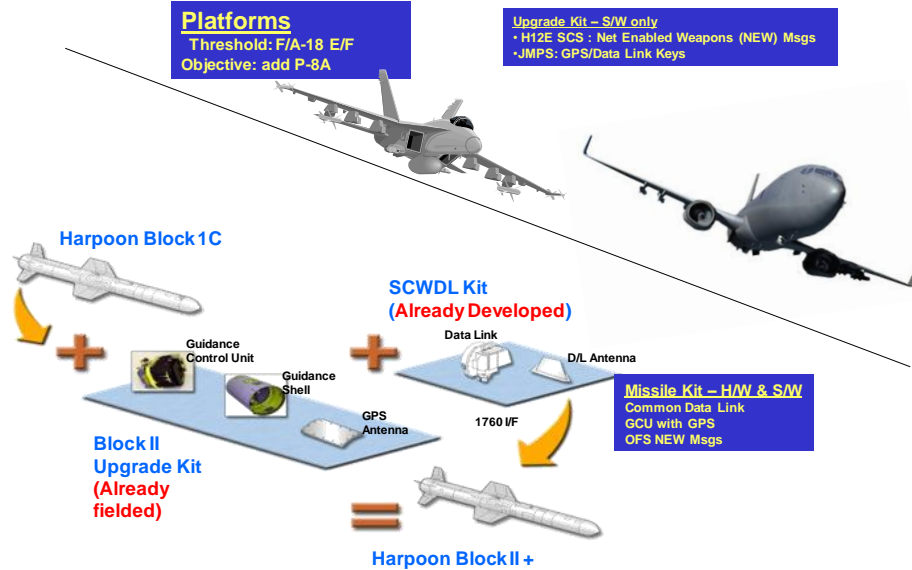 Platforms
Threshold: F/A-18 E/F
Objective: add P-8A
Upgrade Kit – S/W only
• H12E SCS : Net Enabled Weapons (NEW) Msgs
•JMPS: GPS/Data Link Keys
Harpoon Block 1C
SCWDL Kit
(Already Developed)
Data Link
D/L Antenna
Guidance
Control Unit
Guidance
Shell
GPS
Antenna
1760 I/F
Missile Kit – H/W & S/W
Common Data Link
GCU with GPS
OFS NEW Msgs
Block II
Upgrade Kit
(Already
fielded)
Harpoon Block II +